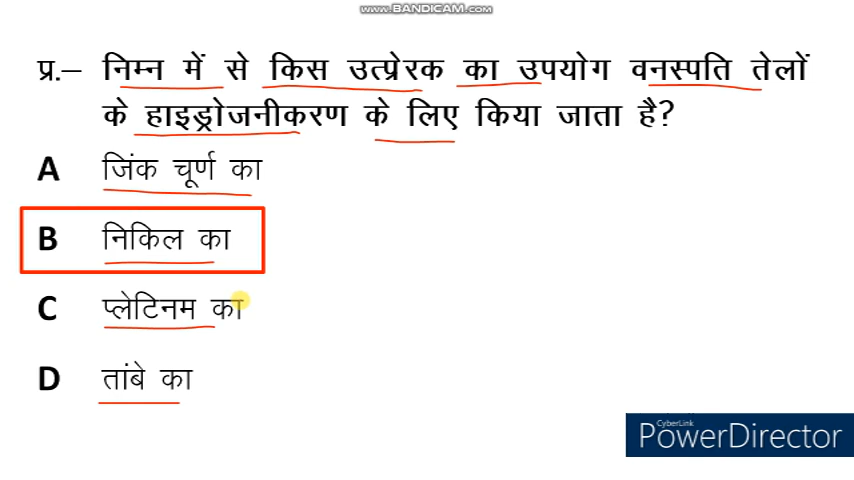 www.BANDICAM.com
प्र.– निम्न में से किस उत्प्रेरक का उपयोग वनस्पति तेलों
के हाइड्रोजनीकरण के लिए किया जाता है?
A जिंक चूर्ण का
B निकिल का
C प्लेटिनम का
D तांबे का
CyberLink
PowerDirector